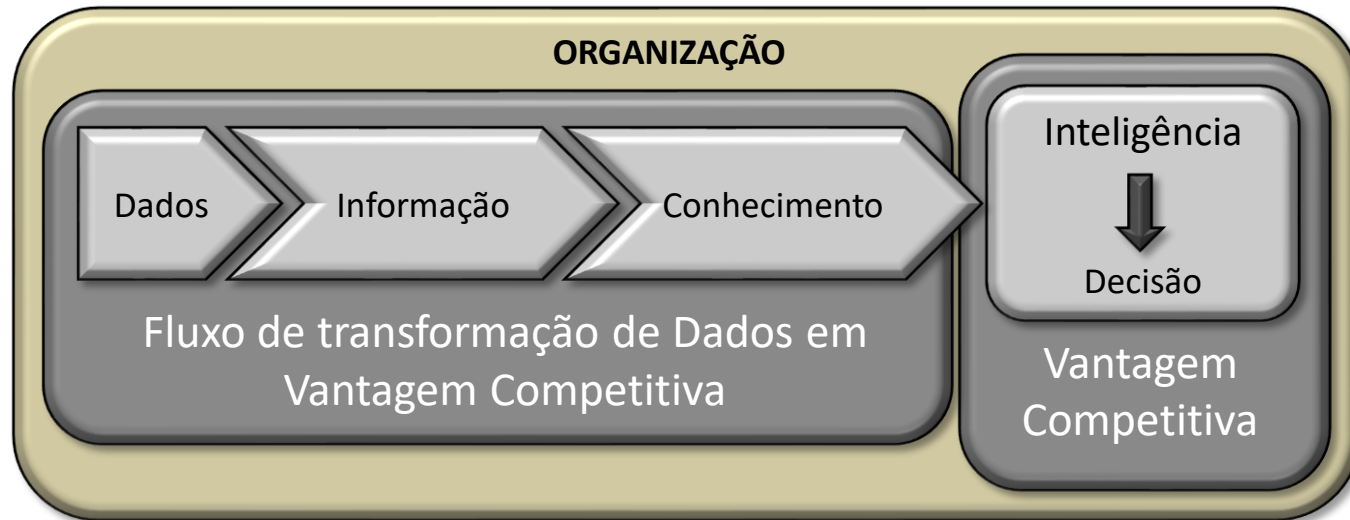 ORGANIZAÇÃO
Dados
Informação
Conhecimento
Fluxo de transformação de Dados em
Vantagem Competitiva
Inteligência
Decisão
Vantagem
Competitiva